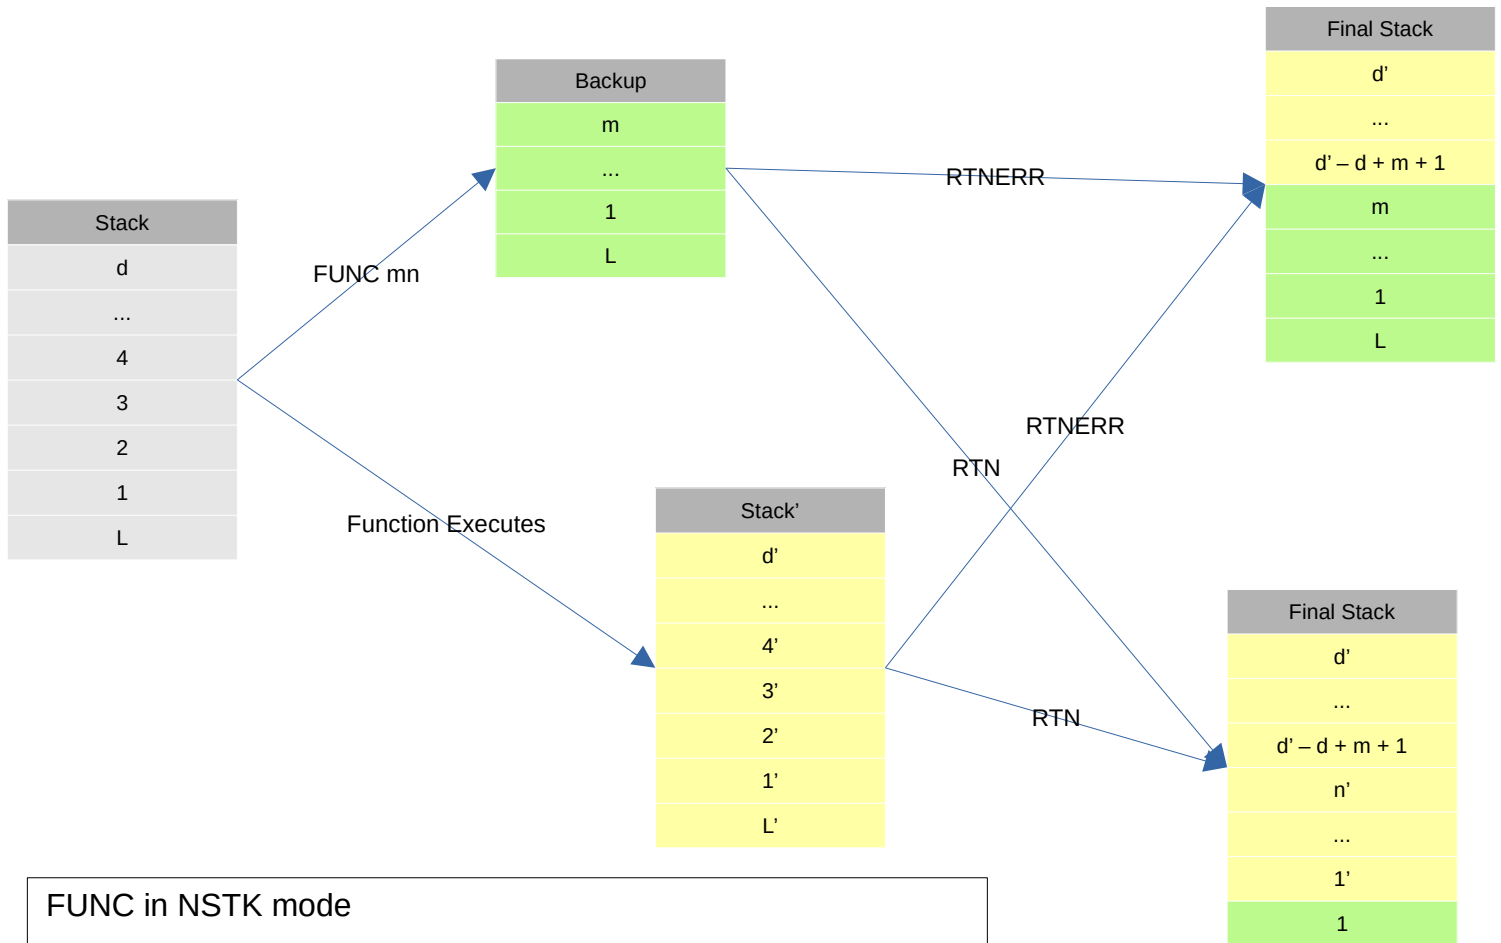 Stack
d
...
4
3
2
1
L
FUNC mn
Function Executes
Backup
m
...
1
L
Stack’
d’
...
4’
3’
2’
1’
L’
RTNERR
RTNERR
RTN
RTN
Final Stack
d’
...
d’ – d + m + 1
m
...
1
L
Final Stack
d’
...
d’ – d + m + 1
n’
...
1’
1
FUNC in NSTK mode